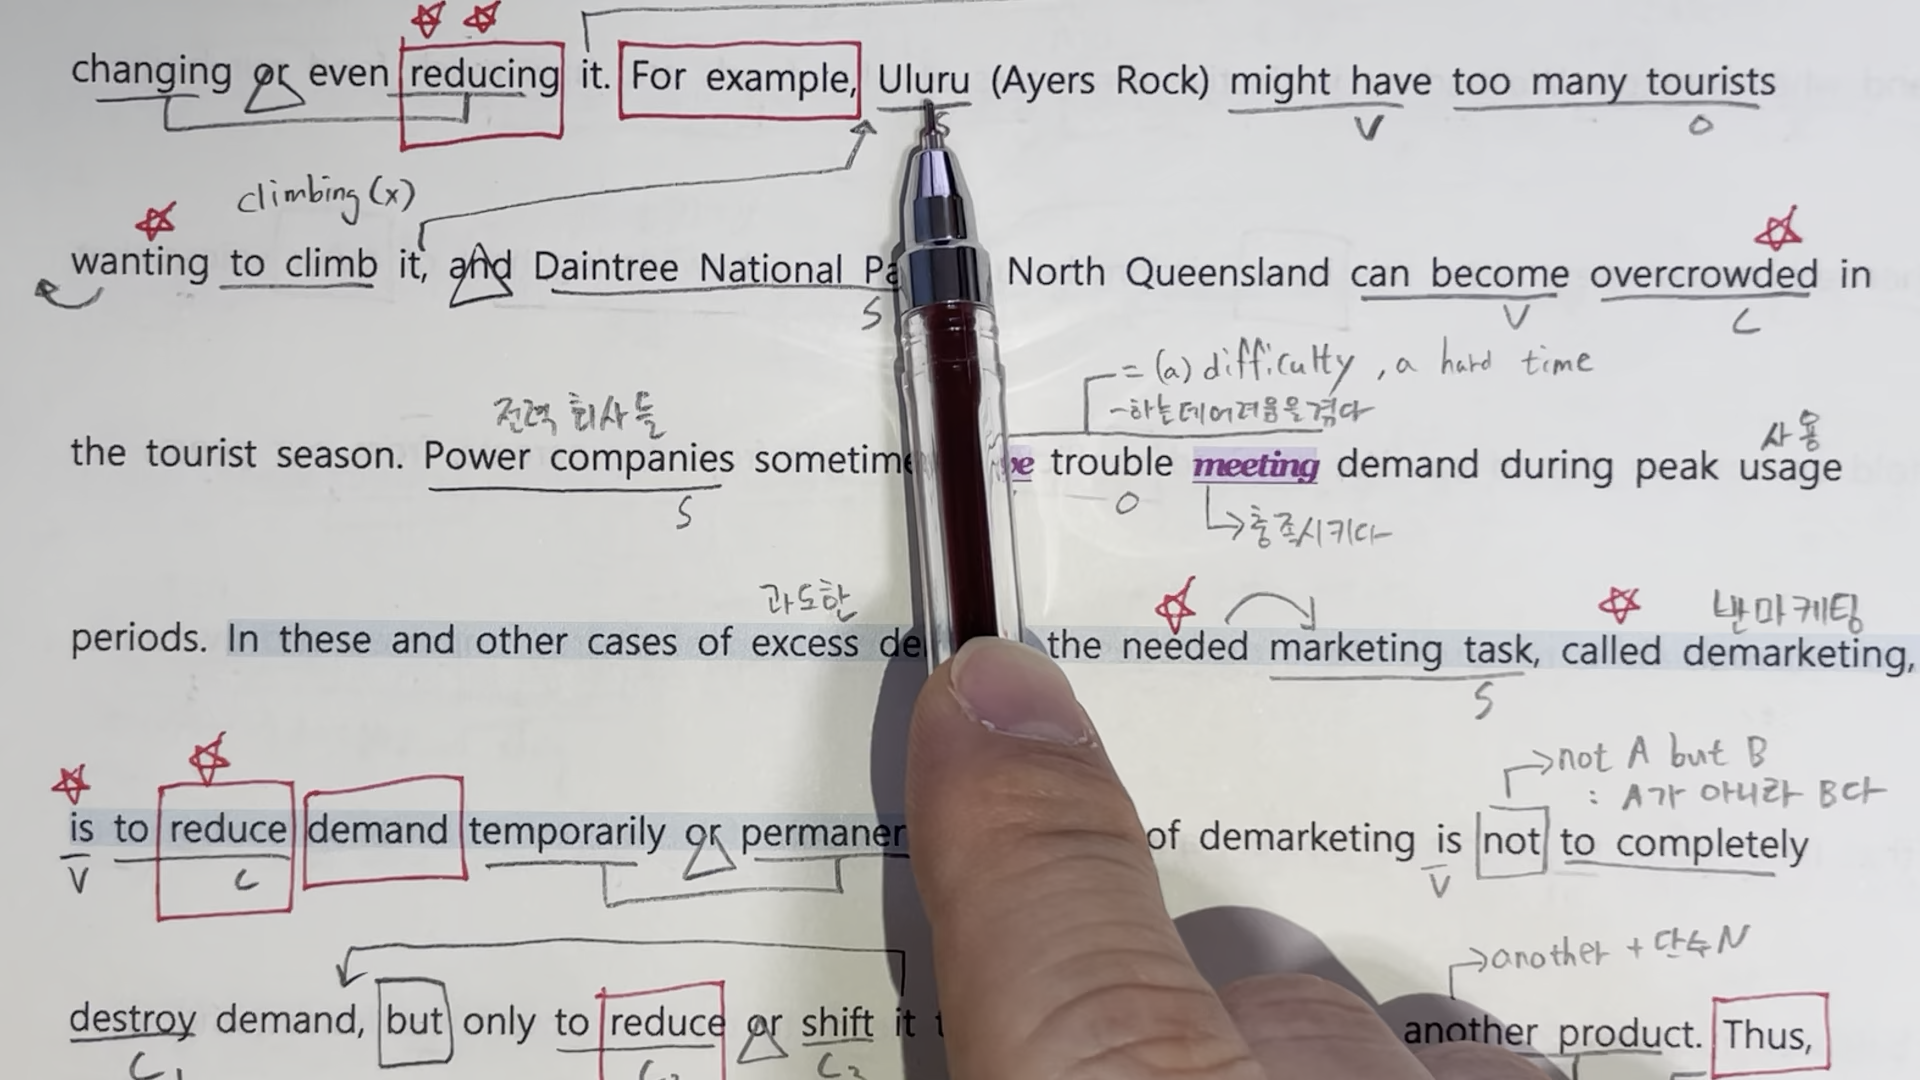 changing or even reducing it. For example, Uluru (Ayers Rock) might have too many tourists
S V O
climbing (x)
wanting to climb it, and Daintree National North Queensland can become overcrowded in
S V C
= (a) difficulty, a hard time
전력 회사들 -하는데 어려움을 겪다 사용
the tourist season. Power companies trouble meeting demand during peak usage
S O →충족시키다
과도한 낸마케팅
periods. In these and other cases of excess the needed marketing task, called demarketing,
S
→not A but B
: A가 아니라 B다
is to reduce demand temporarily or of demarketing is not to completely
V C V
→another + 단수N
destroy demand, but only to reduce or shift it another product. Thus,
C1 C2